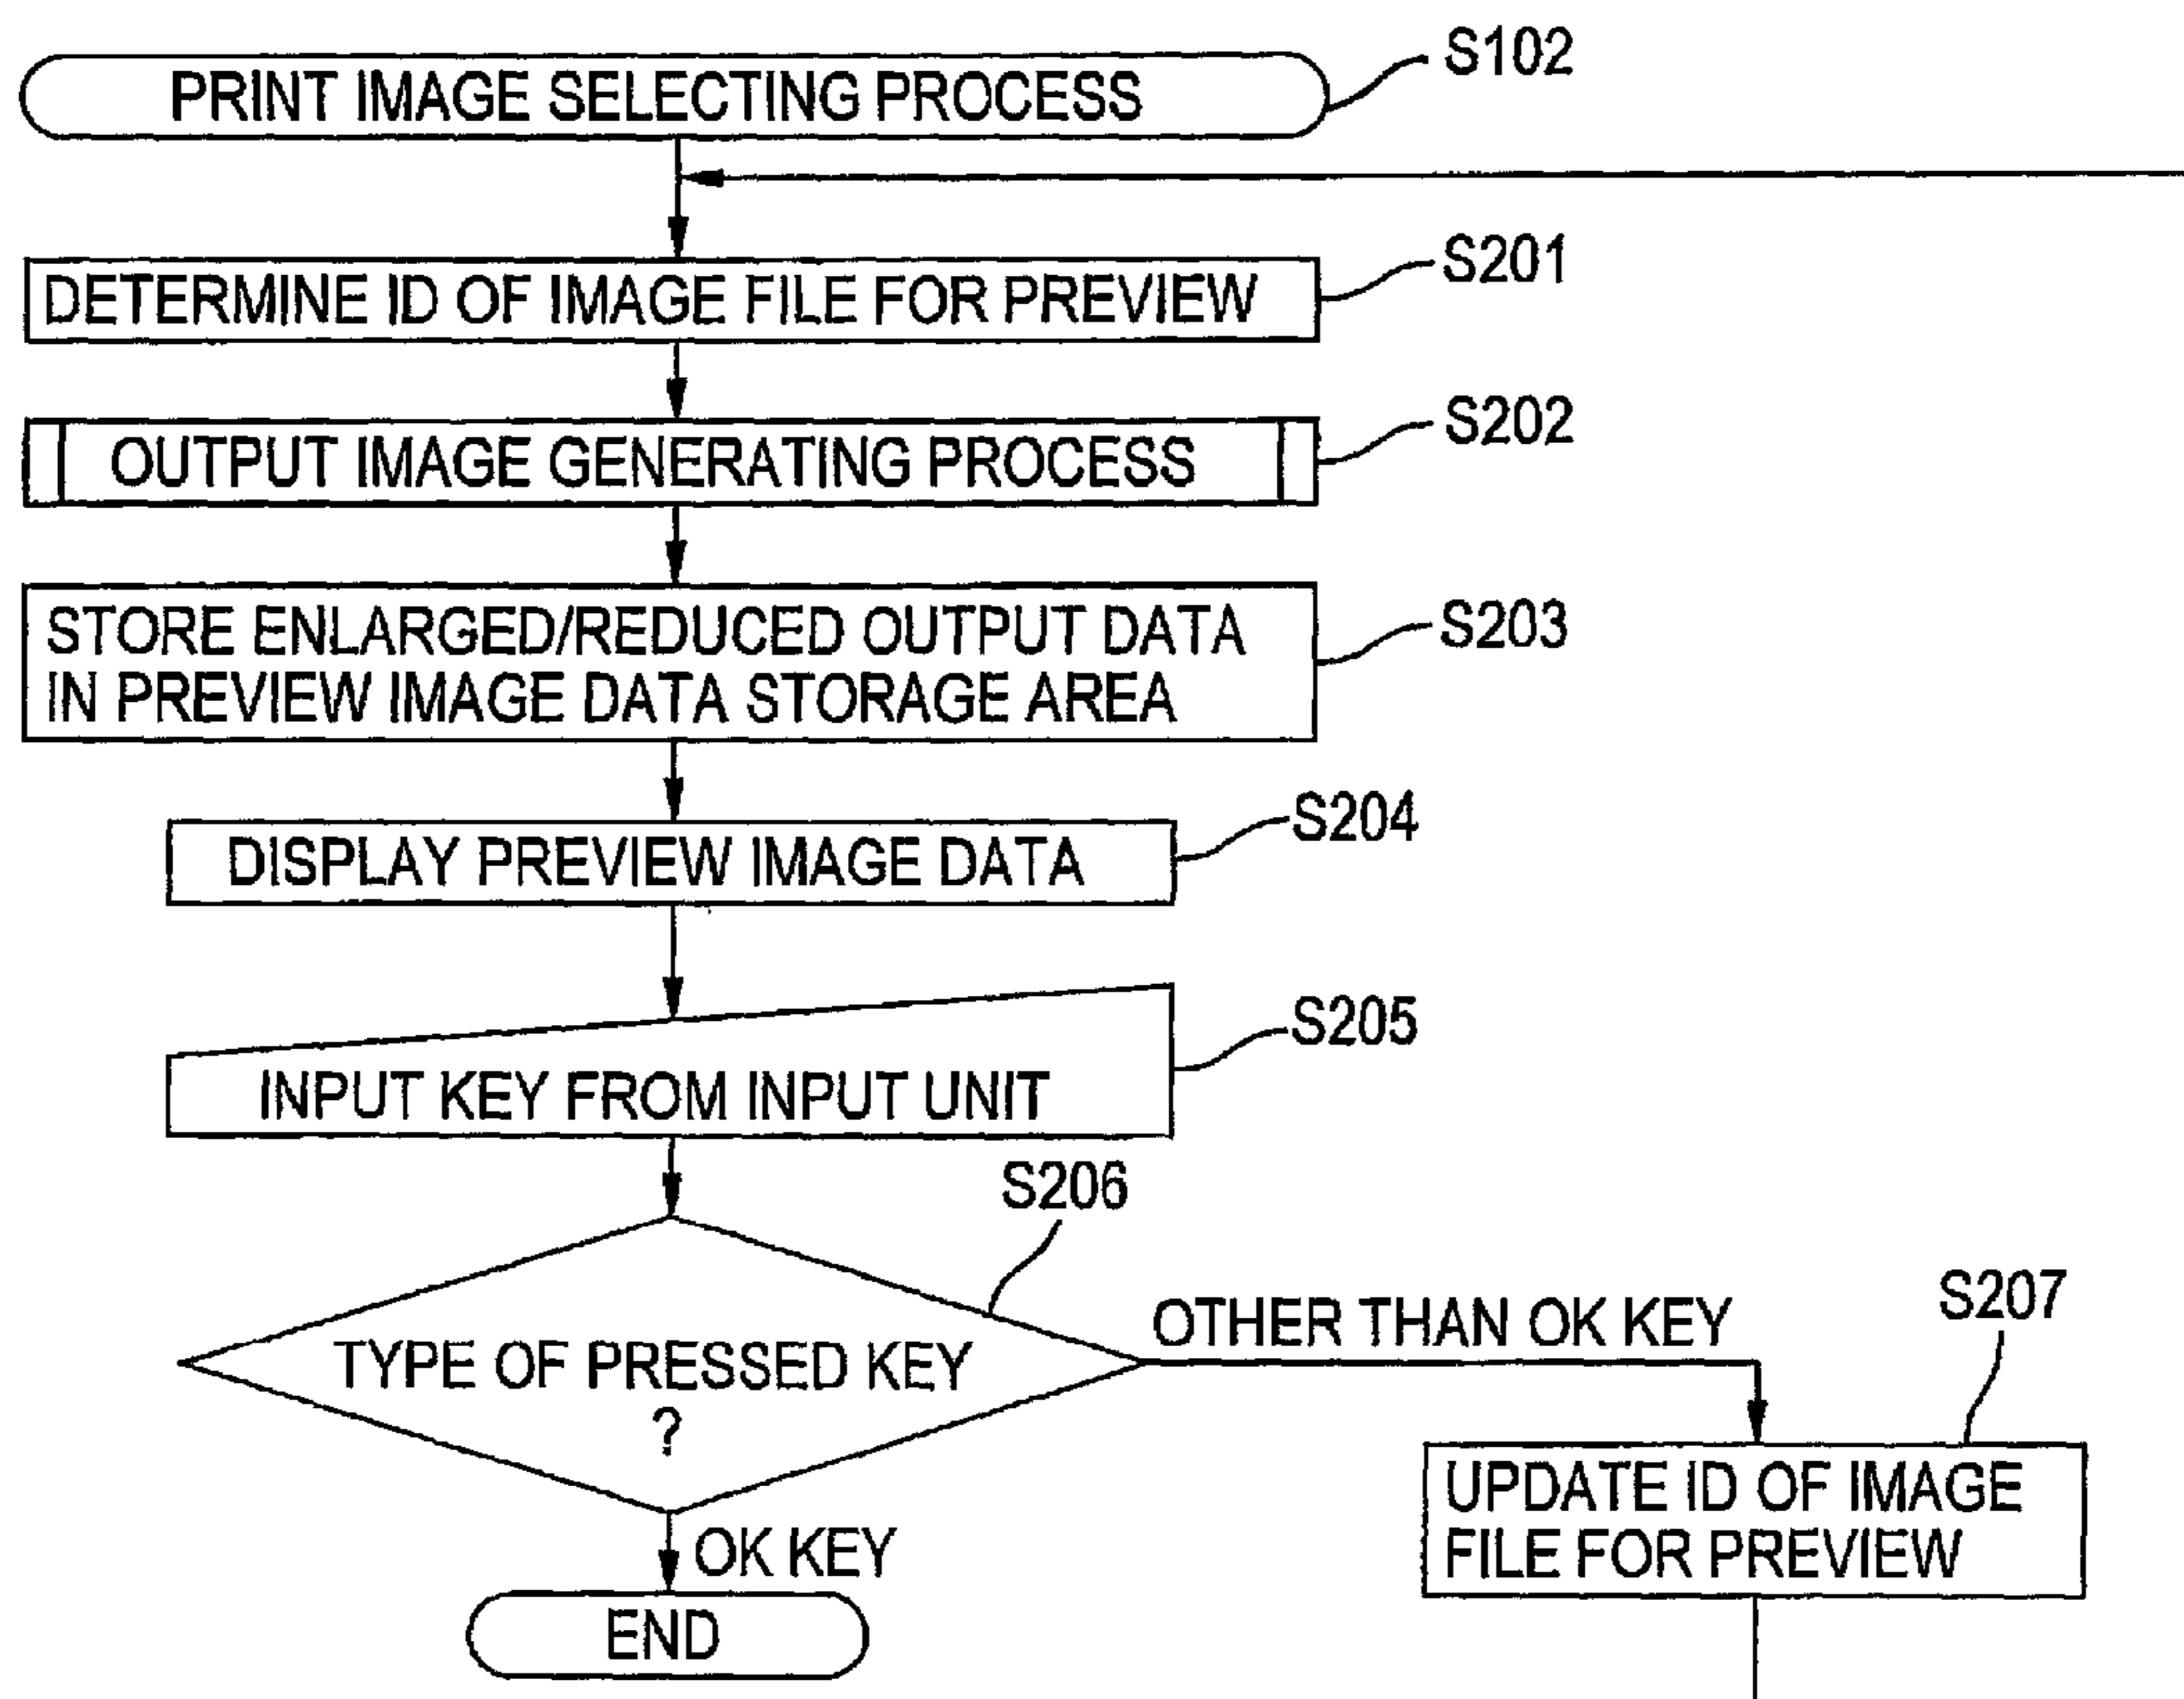 PRINT IMAGE SELECTING PROCESS
S102
DETERMINE ID OF IMAGE FILE FOR PREVIEW
S201
OUTPUT IMAGE GENERATING PROCESS
S202
STORE ENLARGED/REDUCED OUTPUT DATA
IN PREVIEW IMAGE DATA STORAGE AREA
S203
DISPLAY PREVIEW IMAGE DATA
S204
INPUT KEY FROM INPUT UNIT
S205
S206
TYPE OF PRESSED KEY
?
OTHER THAN OK KEY
S207
UPDATE ID OF IMAGE
FILE FOR PREVIEW
OK KEY
END